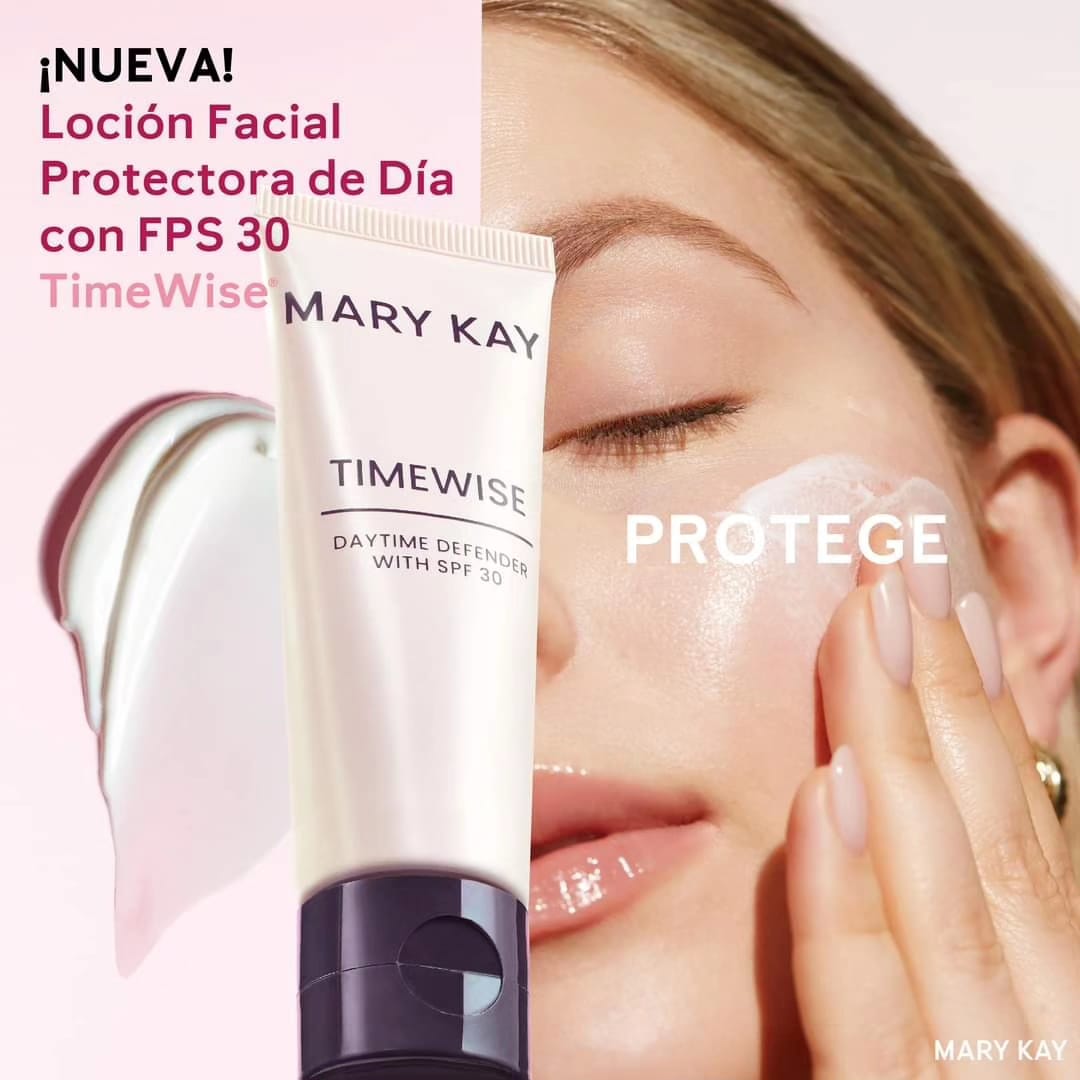 ¡NUEVA!
Loción Facial
Protectora de Día
con FPS 30
TimeWise®
MARY KAY
TIMEWISE
DAYTIME DEFENDER
WITH SPF 30
PROTEGE
MARY KAY